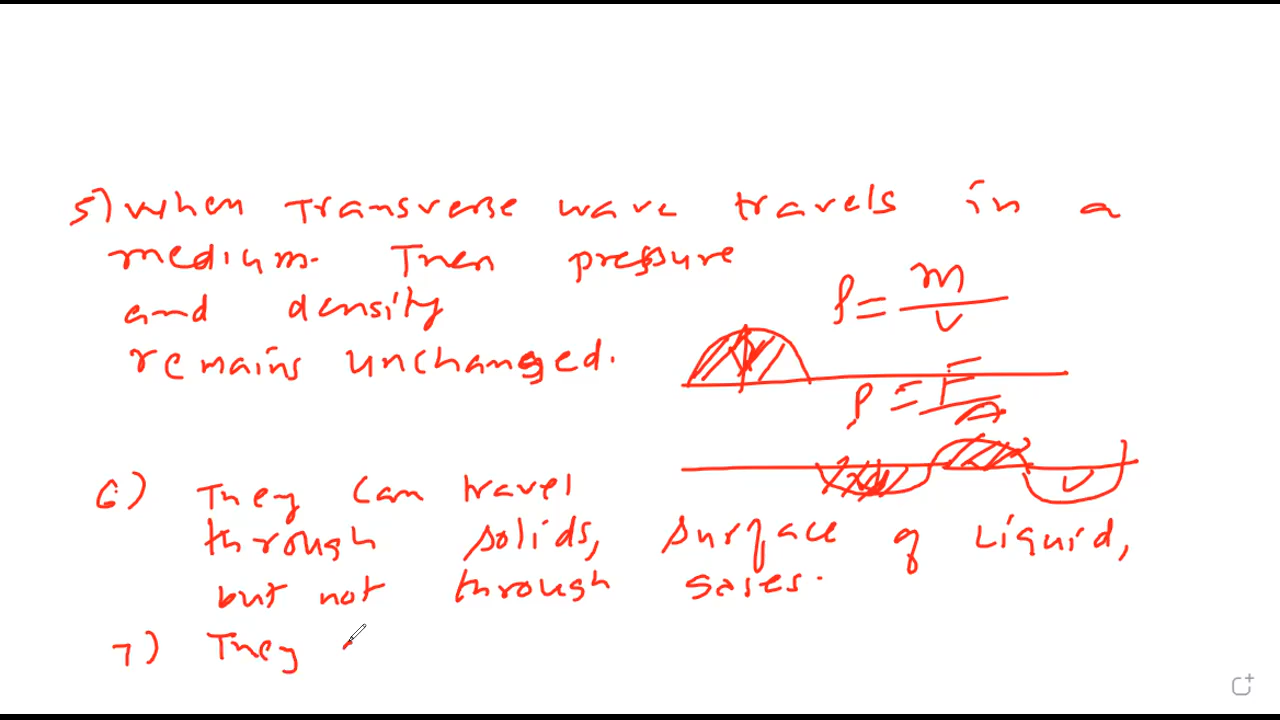 5) When Transverse wave travels in a
medium. Then pressure
and density
remains unchanged.
ρ = m/v
P = F/A
6) They can travel
through solids, surface of Liquid,
but not through gases.
7) They